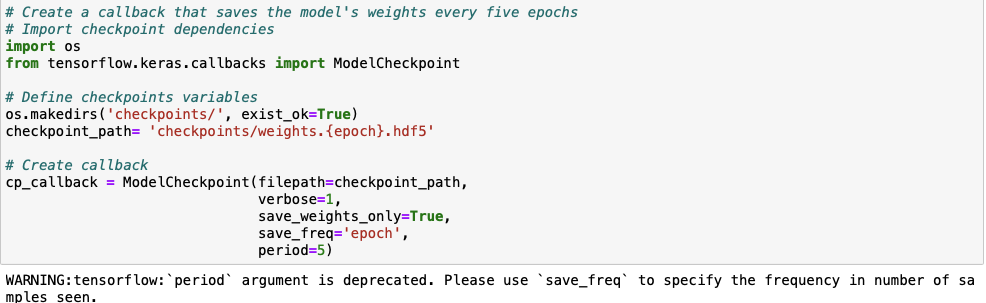 # Create a callback that saves the model's weights every five epochs
# Import checkpoint dependencies
import os
from tensorflow.keras.callbacks import ModelCheckpoint

# Define checkpoints variables
os.makedirs('checkpoints/', exist_ok=True)
checkpoint_path= 'checkpoints/weights.{epoch}.hdf5'

# Create callback
cp_callback = ModelCheckpoint(filepath=checkpoint_path,
                              verbose=1,
                              save_weights_only=True,
                              save_freq='epoch',
                              period=5)
WARNING:tensorflow:`period` argument is deprecated. Please use `save_freq` to specify the frequency in number of sa
mples seen.